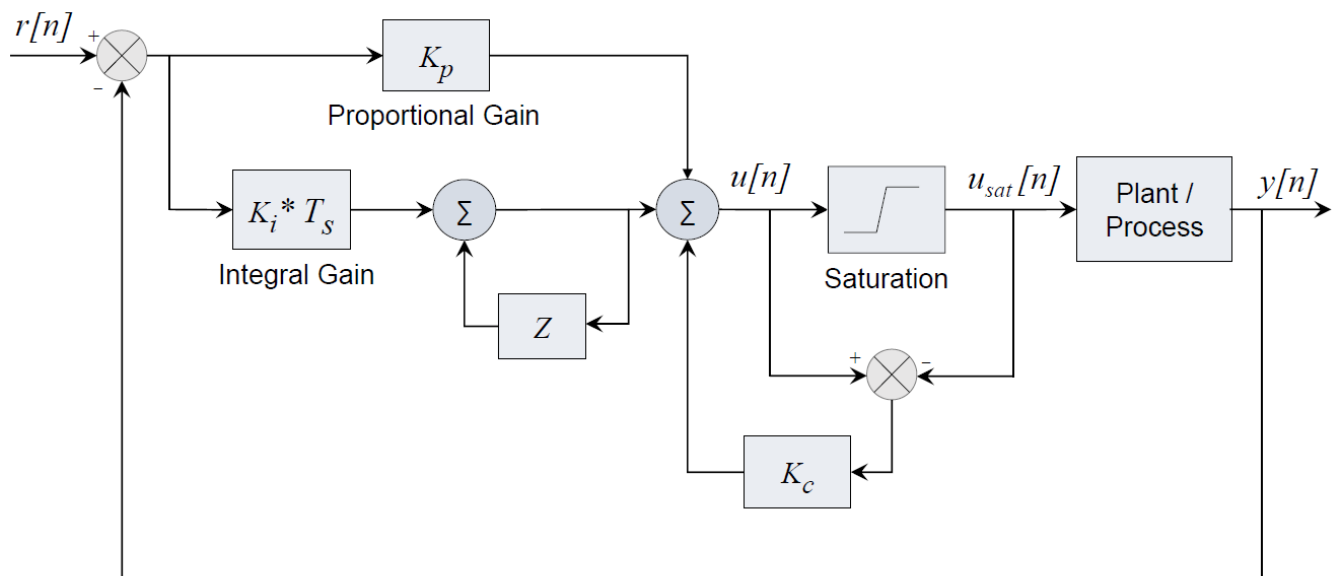 r[n]
+
-
K_p
Proportional Gain
K_i* T_s
Integral Gain
Σ
Z
Σ
u[n]
Saturation
u_sat[n]
Plant /
Process
y[n]
+
-
K_c